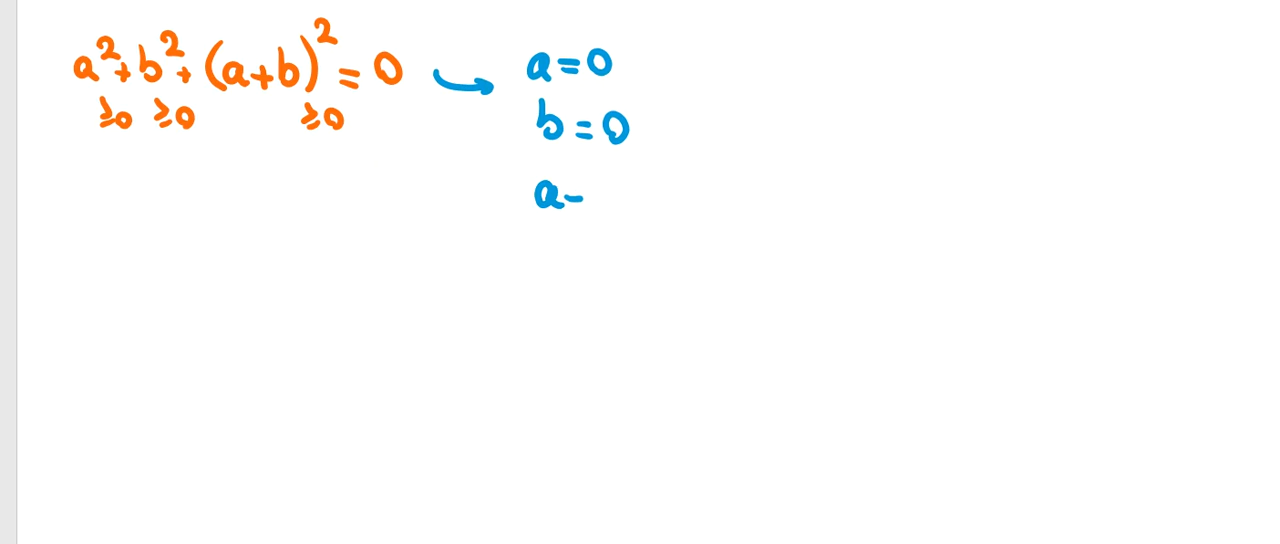 a²+b²+(a+b)²=0
≥0 ≥0 ≥0
a=0
b=0
a-